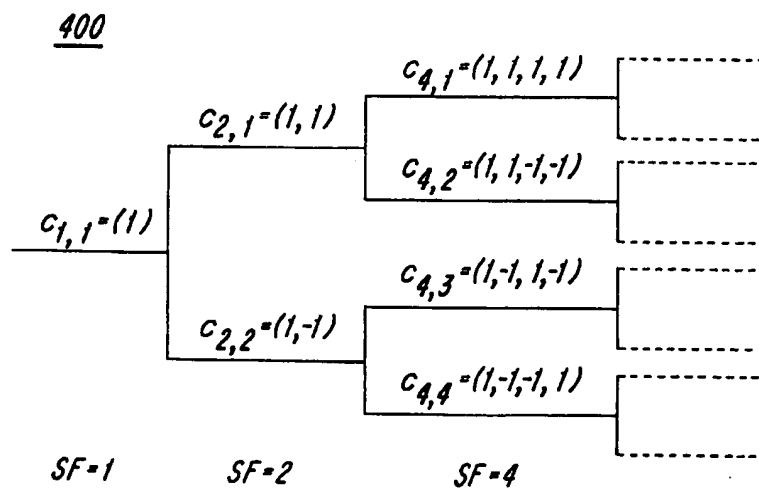 400
c4,1=(1, 1, 1, 1)
c2,1=(1, 1)
c4,2=(1, 1,-1,-1)
c1, 1=(1)
c4,3=(1,-1, 1,-1)
c2,2=(1,-1)
c4,4=(1,-1,-1, 1)
SF=1 SF=2 SF=4